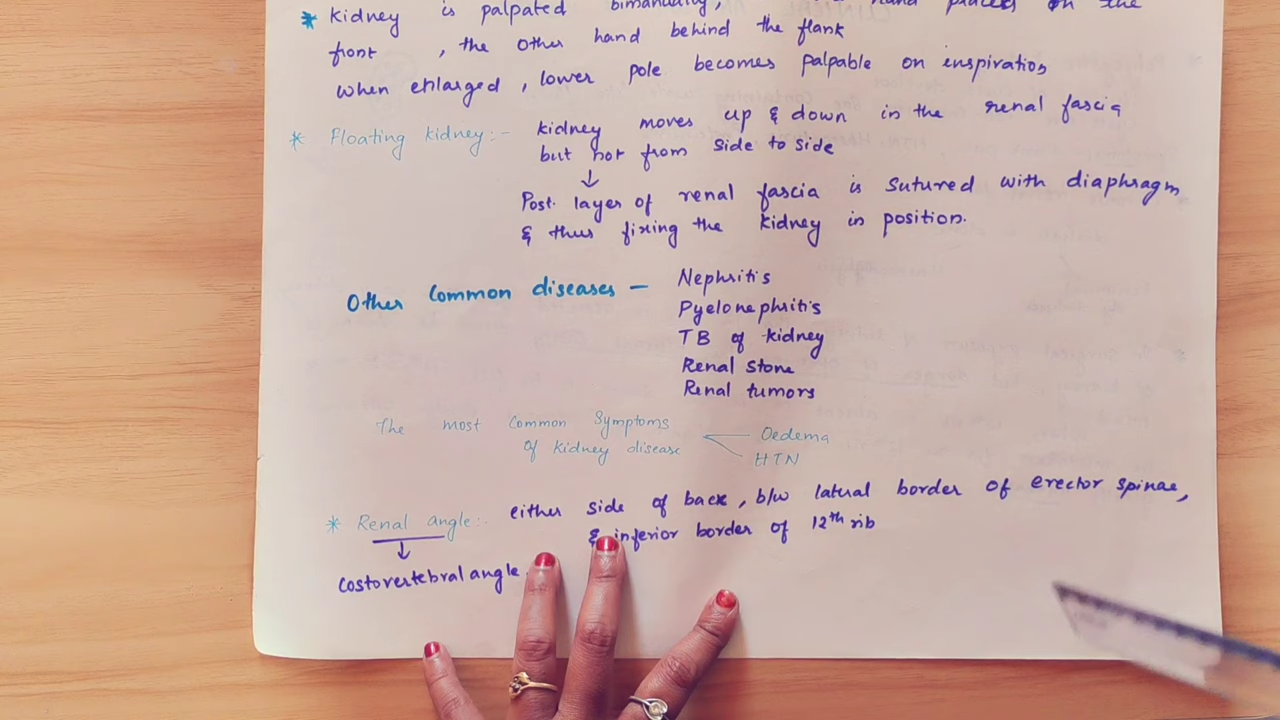 * Kidney is palpated bimanually, hand placed on the
font , the other hand behind the flank
when enlarged , lower pole becomes palpable on inspiration
* Floating kidney:- kidney moves up & down in the renal fascia
but not from side to side
↓
Post. layer of renal fascia is sutured with diaphragm
& thus fixing the kidney in position.
Other Common diseases – Nephritis
Pyelonephritis
TB of kidney
Renal Stone
Renal tumors
The most Common Symptoms
of kidney disease
Oedema
HTN
* Renal angle:- either side of back, b/w latural border of erector spinae,
& inferior border of 12th rib
↓
Costovertebral angle.